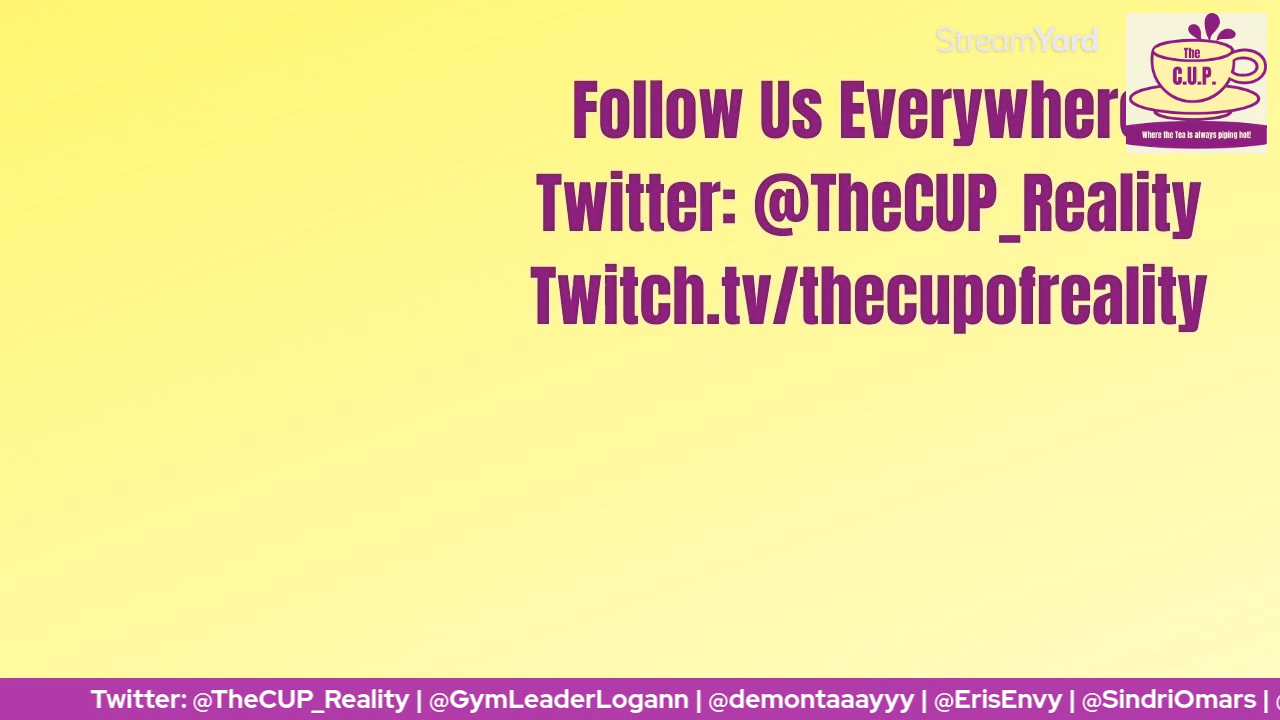 StreamYard
The
C.U.P.
Where the Tea is always piping hot!
Follow Us Everywhere
Twitter: @TheCUP_Reality
Twitch.tv/thecupofreality
Twitter: @TheCUP_Reality | @GymLeaderLogann | @demontaaayyy | @ErisEnvy | @SindriOmars |